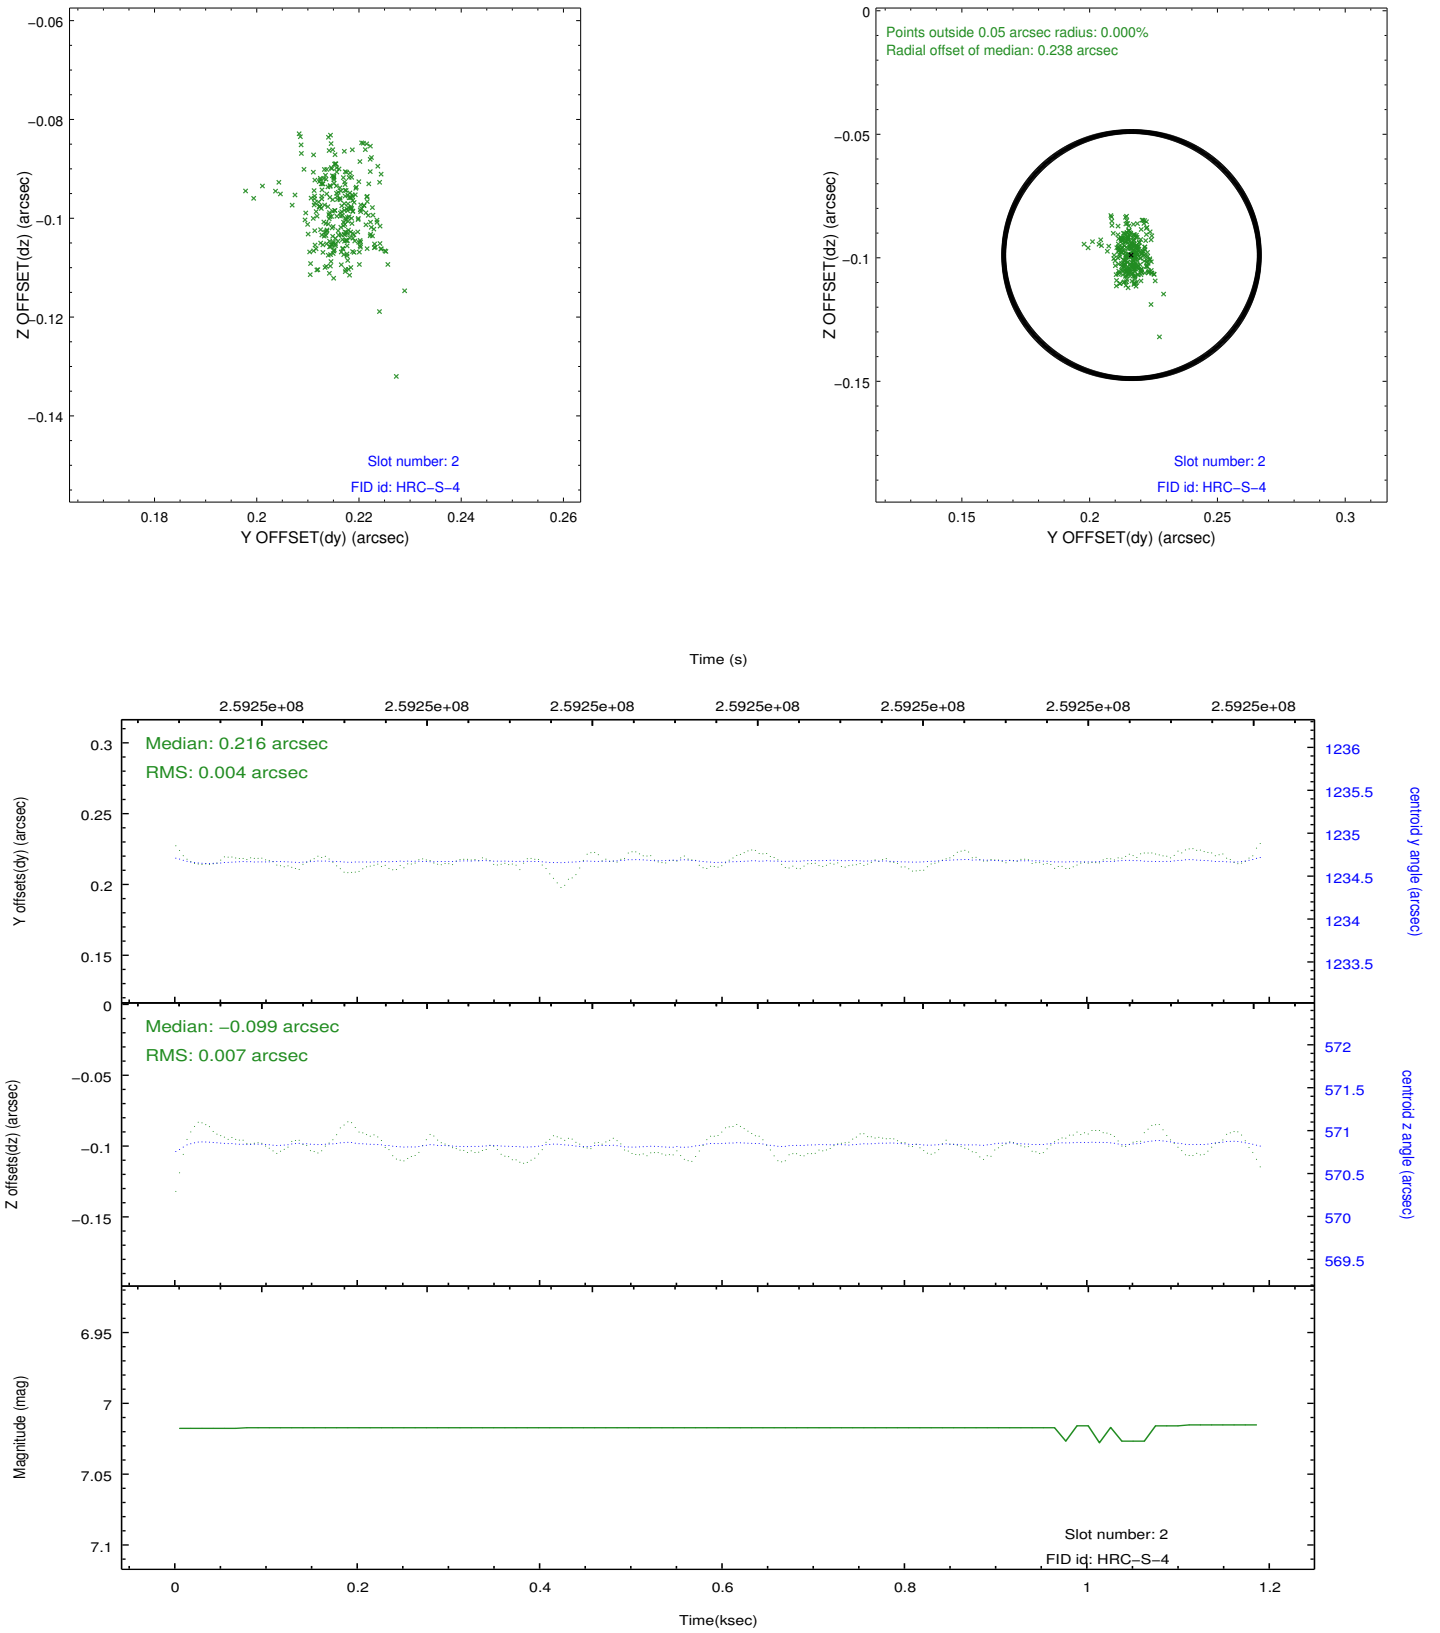 −0.06
−0.08
−0.1
−0.12
−0.14
Z OFFSET(dz) (arcsec)
Slot number: 2
FID id: HRC−S−4
0.18
0.2
0.22
0.24
0.26
Y OFFSET(dy) (arcsec)
0
−0.05
−0.1
−0.15
Z OFFSET(dz) (arcsec)
Points outside 0.05 arcsec radius: 0.000%
Radial offset of median: 0.238 arcsec
Slot number: 2
FID id: HRC−S−4
0.15
0.2
0.25
0.3
Y OFFSET(dy) (arcsec)
Time (s)
2.5925e+08
2.5925e+08
2.5925e+08
2.5925e+08
2.5925e+08
2.5925e+08
2.5925e+08
Median: 0.216 arcsec
RMS: 0.004 arcsec
0.3
0.25
0.2
0.15
Y offsets(dy) (arcsec)
1236
1235.5
1235
1234.5
1234
1233.5
centroid y angle (arcsec)
Median: −0.099 arcsec
RMS: 0.007 arcsec
0
−0.05
−0.1
−0.15
Z offsets(dz) (arcsec)
572
571.5
571
570.5
570
569.5
centroid z angle (arcsec)
6.95
7
7.05
7.1
Magnitude (mag)
Slot number: 2
FID id: HRC−S−4
0
0.2
0.4
0.6
0.8
1
1.2
Time(ksec)